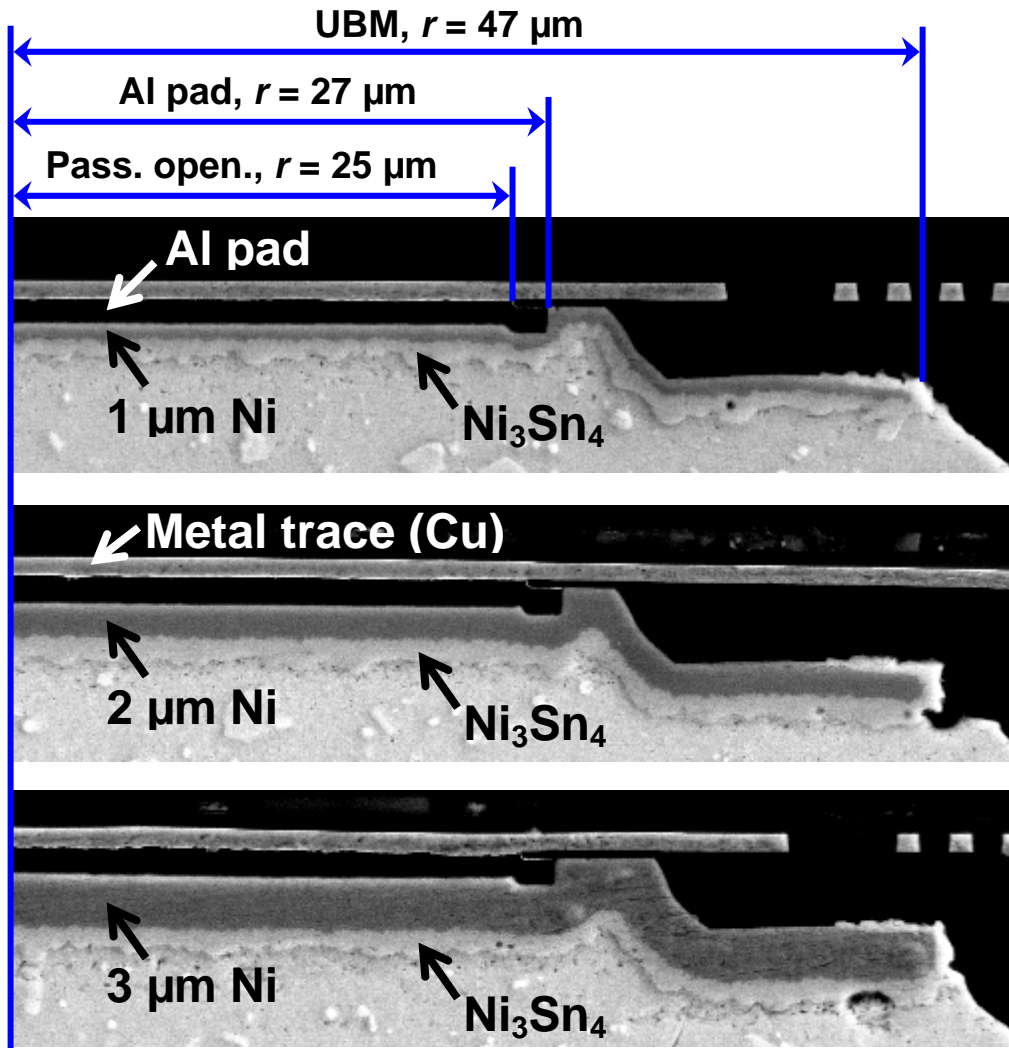 UBM, r = 47 µm
Al pad, r = 27 µm
Pass. open., r = 25 µm
Al pad
1 µm Ni
Ni₃Sn₄
Metal trace (Cu)
2 µm Ni
Ni₃Sn₄
3 µm Ni
Ni₃Sn₄